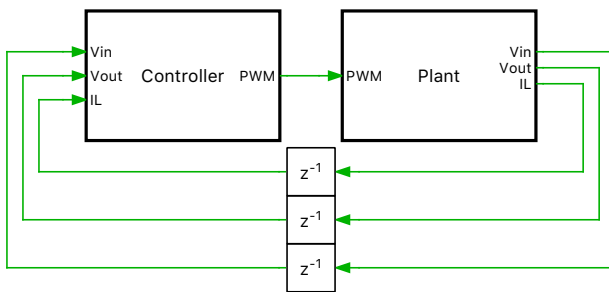 Vin
Vout
IL
Controller
PWM
PWM
Plant
Vin
Vout
IL
z⁻¹
z⁻¹
z⁻¹